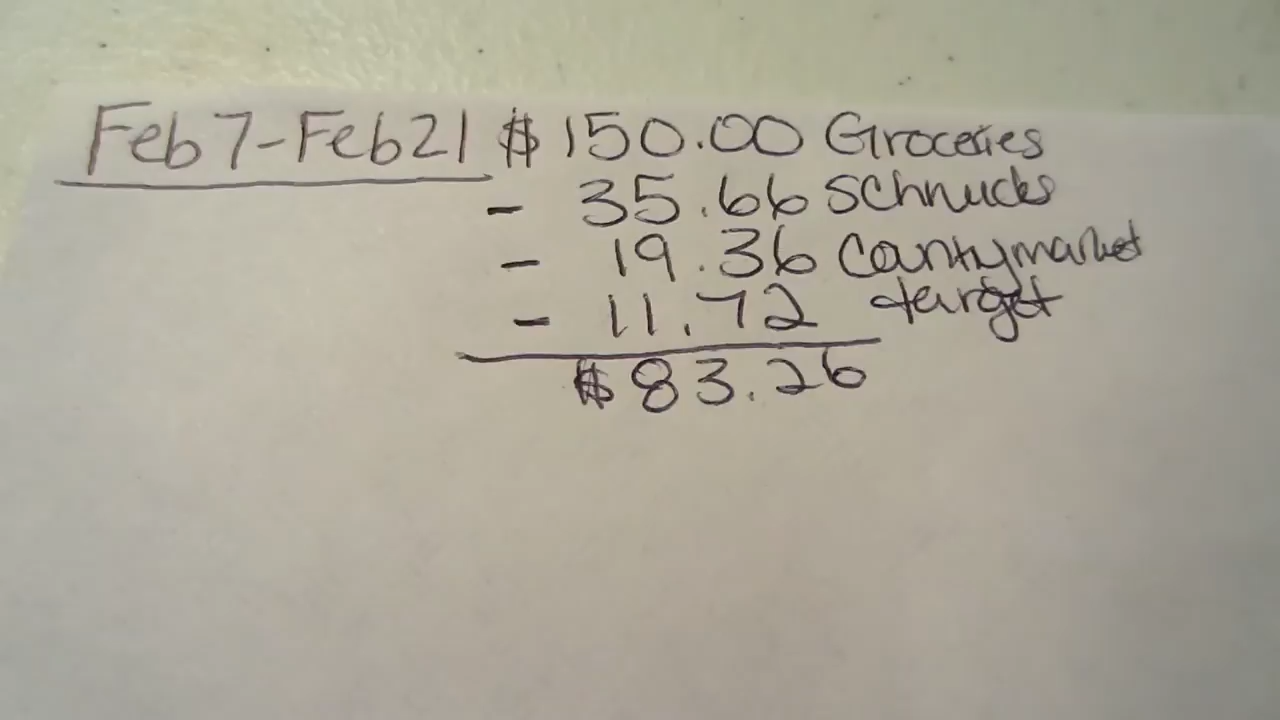 Feb 7-Feb 21 $150.00 Groceries
- 35.66 Schnucks
- 19.36 Countymarket
- 11.72 target
$83.26